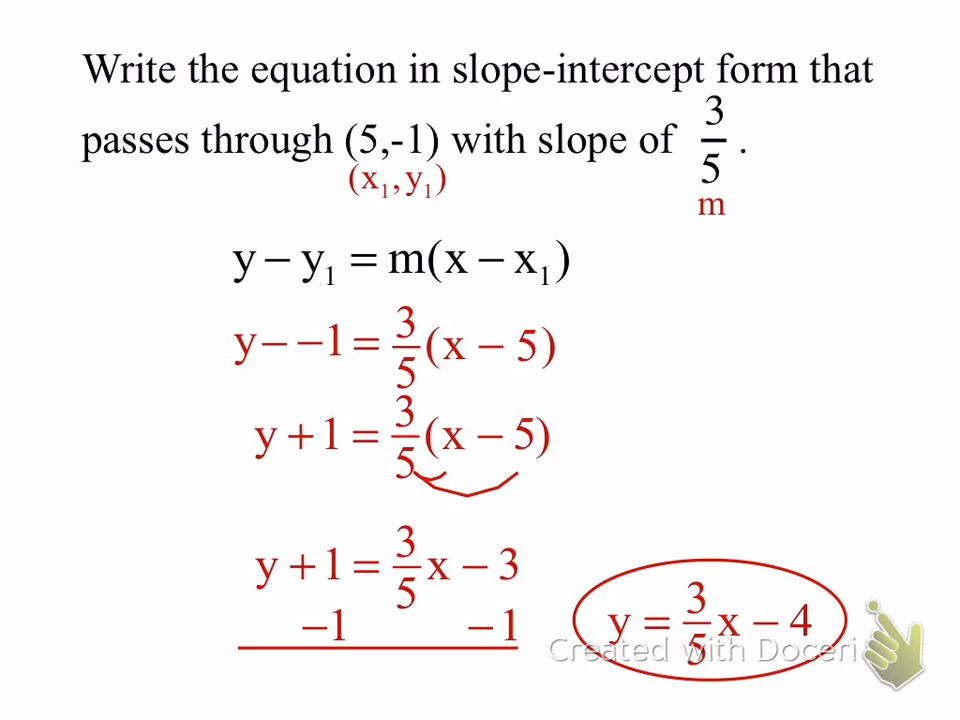 Write the equation in slope-intercept form that
passes through (5,-1) with slope of 3/5 .
(x₁,y₁) m
y − y₁ = m(x − x₁)
y − −1 = 3/5(x − 5)
y + 1 = 3/5(x − 5)
y + 1 = 3/5x − 3
−1 − 1
y = 3/5x − 4
Created with Doceri